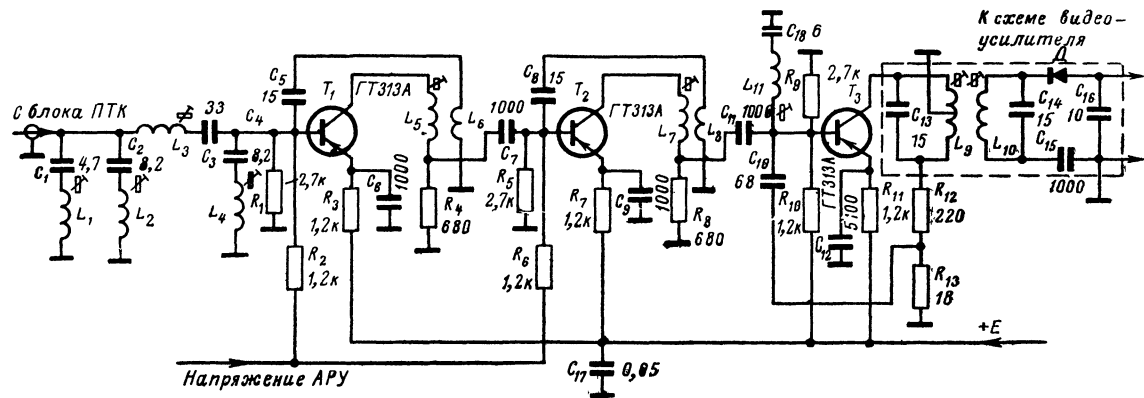 К схеме видео-
усилителя
С блока ПТК
C1 4,7
L1
C2 8,2
L2
L3
33
C3
C4
8,2
L4
R1 2,7к
C5
15
R2
1,2к
T1
ГТ313А
R3
1,2к
C6
1000
L5
L6
R4
680
1000
C7
R5
2,7к
C8
15
R6
1,2к
T2
ГТ313А
R7
1,2к
C9
1000
L7
L8
R8
680
C11
1000
C18 6
L11
C10
68
R9
2,7к
R10
1,2к
T3
ГТ313А
C12
5100
R11
1,2к
C13
15
L9
L10
C14
15
Д
C16
10
C15
1000
R12
220
R13
18
+E
C17
0,05
Напряжение АРУ